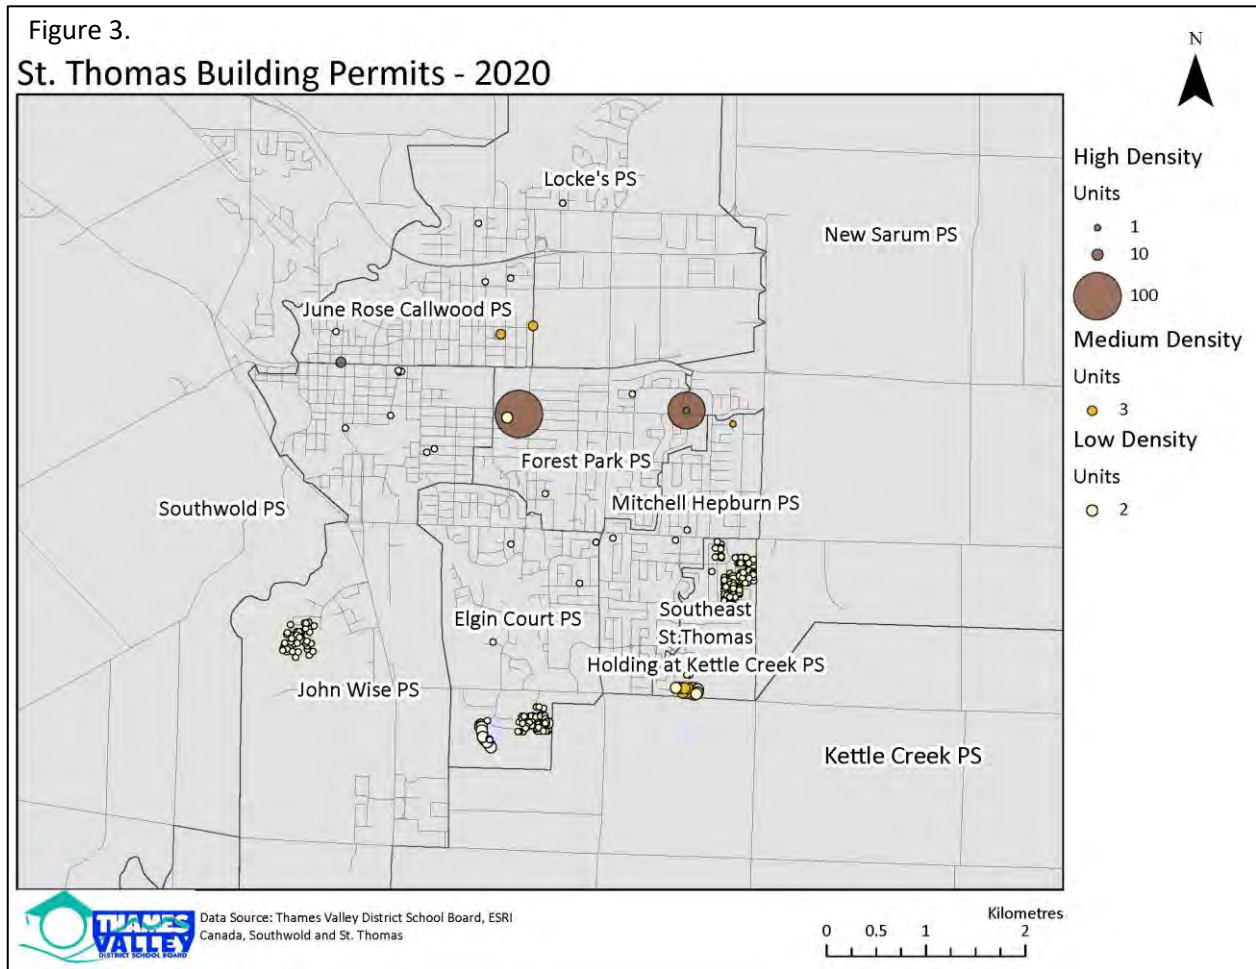 Figure 3.
St. Thomas Building Permits - 2020
N
High Density
Units
1
10
100
Medium Density
Units
3
Low Density
Units
2
Locke's PS
New Sarum PS
June Rose Callwood PS
Forest Park PS
Mitchell Hepburn PS
Southwold PS
Elgin Court PS
Southeast
St.Thomas
Holding at Kettle Creek PS
John Wise PS
Kettle Creek PS
THAMES
VALLEY
DISTRICT SCHOOL BOARD
Data Source: Thames Valley District School Board, ESRI
Canada, Southwold and St. Thomas
Kilometres
0 0.5 1 2